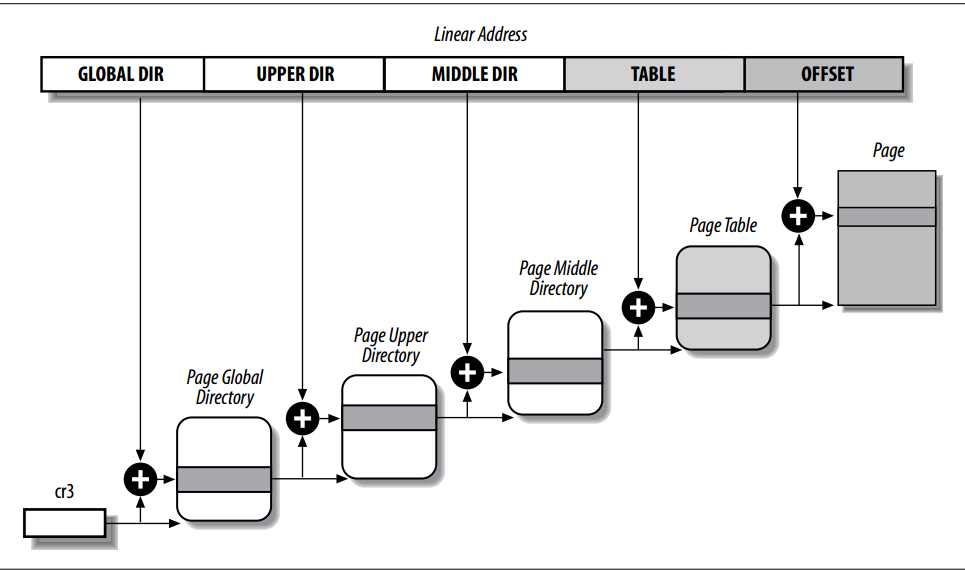 Linear Address
GLOBAL DIR
UPPER DIR
MIDDLE DIR
TABLE
OFFSET
Page
Page Table
Page Middle
Directory
Page Upper
Directory
Page Global
Directory
cr3